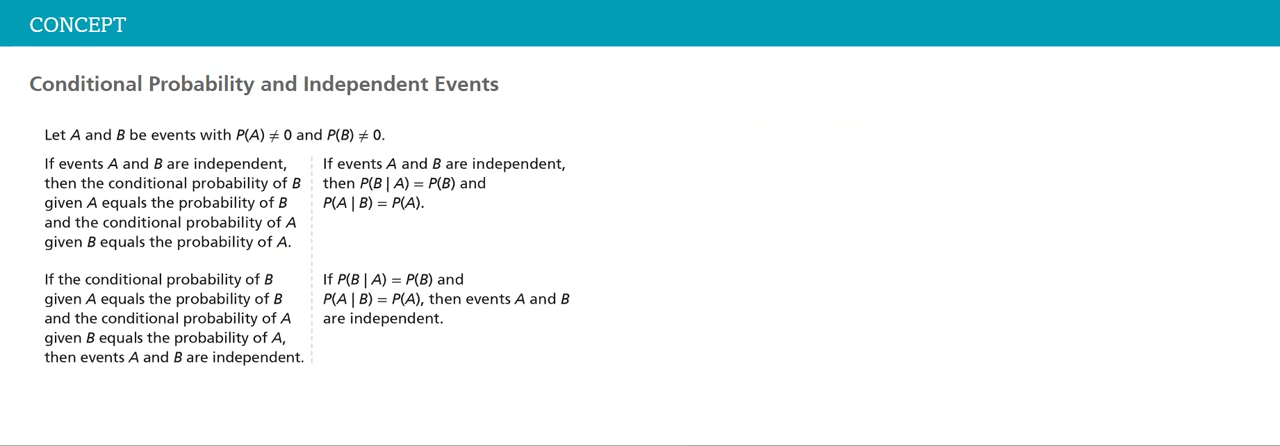 CONCEPT
Conditional Probability and Independent Events
Let A and B be events with P(A) ≠ 0 and P(B) ≠ 0.
If events A and B are independent,
then the conditional probability of B
given A equals the probability of B
and the conditional probability of A
given B equals the probability of A.
If events A and B are independent,
then P(B | A) = P(B) and
P(A | B) = P(A).
If the conditional probability of B
given A equals the probability of B
and the conditional probability of A
given B equals the probability of A,
then events A and B are independent.
If P(B | A) = P(B) and
P(A | B) = P(A), then events A and B
are independent.